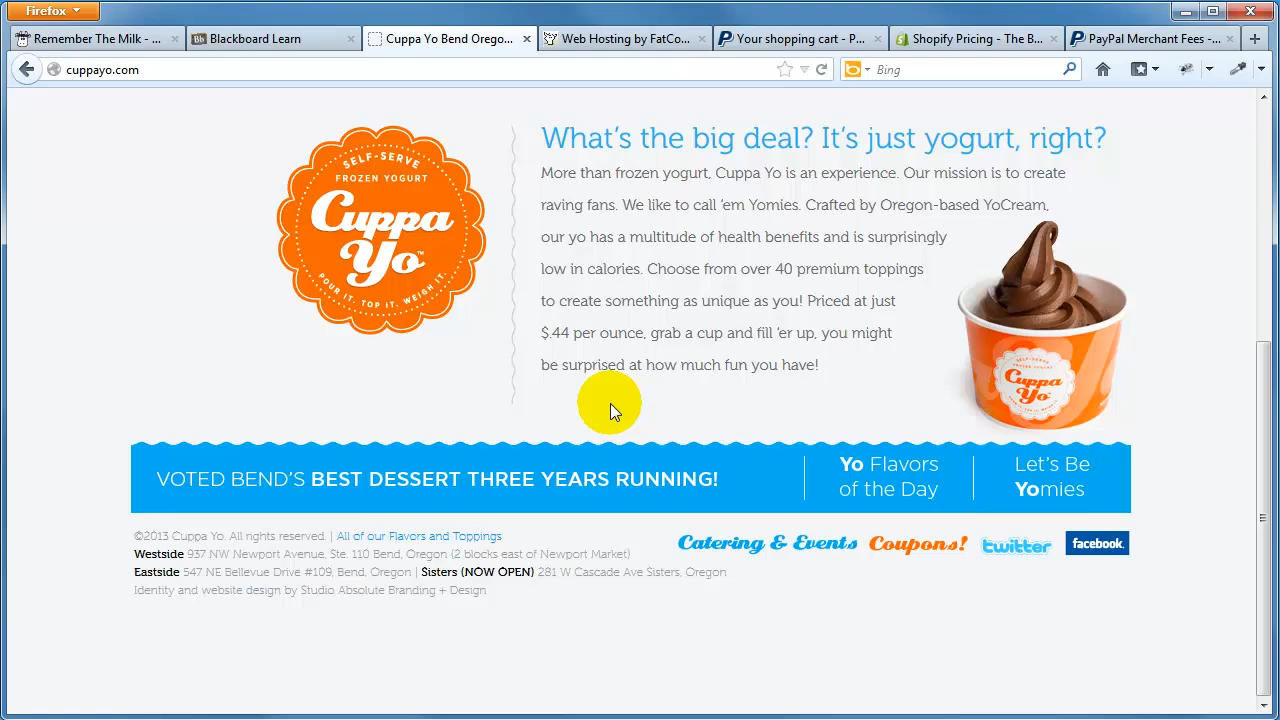 Firefox
Remember The Milk - ...
Bb Blackboard Learn
Cuppa Yo Bend Orego...
Web Hosting by FatCo...
Your shopping cart - P...
Shopify Pricing - The B...
PayPal Merchant Fees -...
cuppayo.com
Bing
What's the big deal? It's just yogurt, right?
More than frozen yogurt, Cuppa Yo is an experience. Our mission is to create
raving fans. We like to call 'em Yomies. Crafted by Oregon-based YoCream,
our yo has a multitude of health benefits and is surprisingly
low in calories. Choose from over 40 premium toppings
to create something as unique as you! Priced at just
$.44 per ounce, grab a cup and fill 'er up, you might
be surprised at how much fun you have!
SELF-SERVE
FROZEN YOGURT
Cuppa
Yo™
POUR IT. TOP IT. WEIGH IT.
SELF-SERVE
FROZEN YOGURT
Cuppa
Yo
VOTED BEND'S BEST DESSERT THREE YEARS RUNNING!
Yo Flavors
of the Day
Let's Be
Yomies
©2013 Cuppa Yo. All rights reserved. | All of our Flavors and Toppings
Westside 937 NW Newport Avenue, Ste. 110 Bend, Oregon (2 blocks east of Newport Market)
Eastside 547 NE Bellevue Drive #109, Bend, Oregon | Sisters (NOW OPEN) 281 W Cascade Ave Sisters, Oregon
Identity and website design by Studio Absolute Branding + Design
Catering & Events
Coupons!
twitter
facebook.